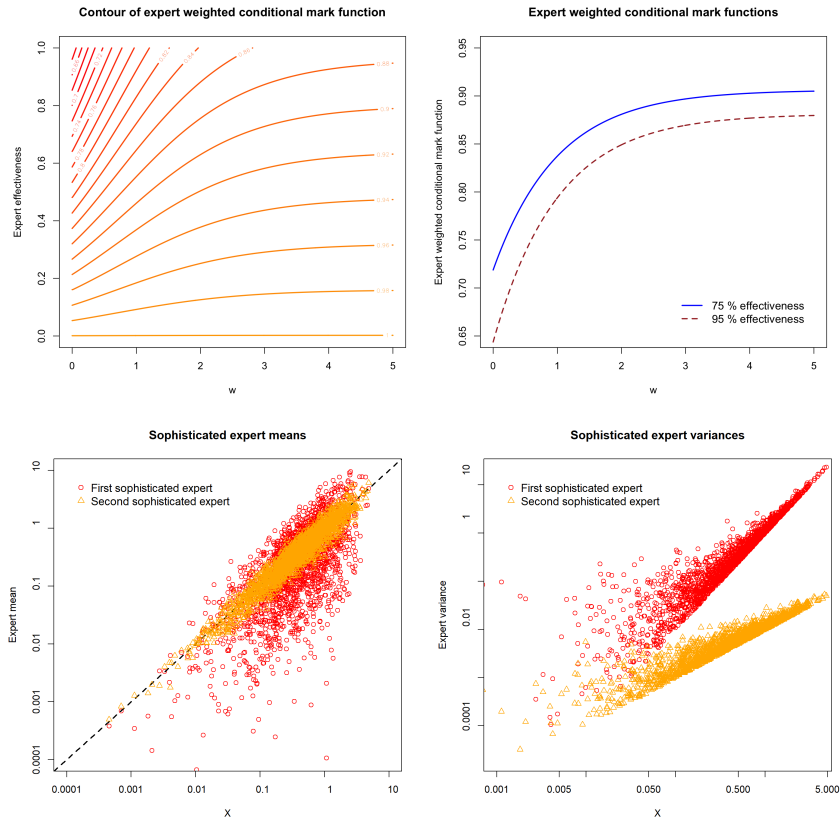 Contour of expert weighted conditional mark function
Expert effectiveness
1.0
0.8
0.6
0.4
0.2
0.0
0.82
0.84
0.86
0.88
0.9
0.92
0.94
0.96
0.98
1
0 1 2 3 4 5
w
Expert weighted conditional mark functions
Expert weighted conditional mark function
0.95
0.90
0.85
0.80
0.75
0.70
0.65
75 % effectiveness
95 % effectiveness
0 1 2 3 4 5
w
Sophisticated expert means
Expert mean
First sophisticated expert
Second sophisticated expert
10
1
0.1
0.01
0.001
0.0001
0.0001 0.001 0.01 0.1 1 10
X
Sophisticated expert variances
Expert variance
First sophisticated expert
Second sophisticated expert
10
1
0.01
0.0001
0.001 0.005 0.050 0.500 5.000
X